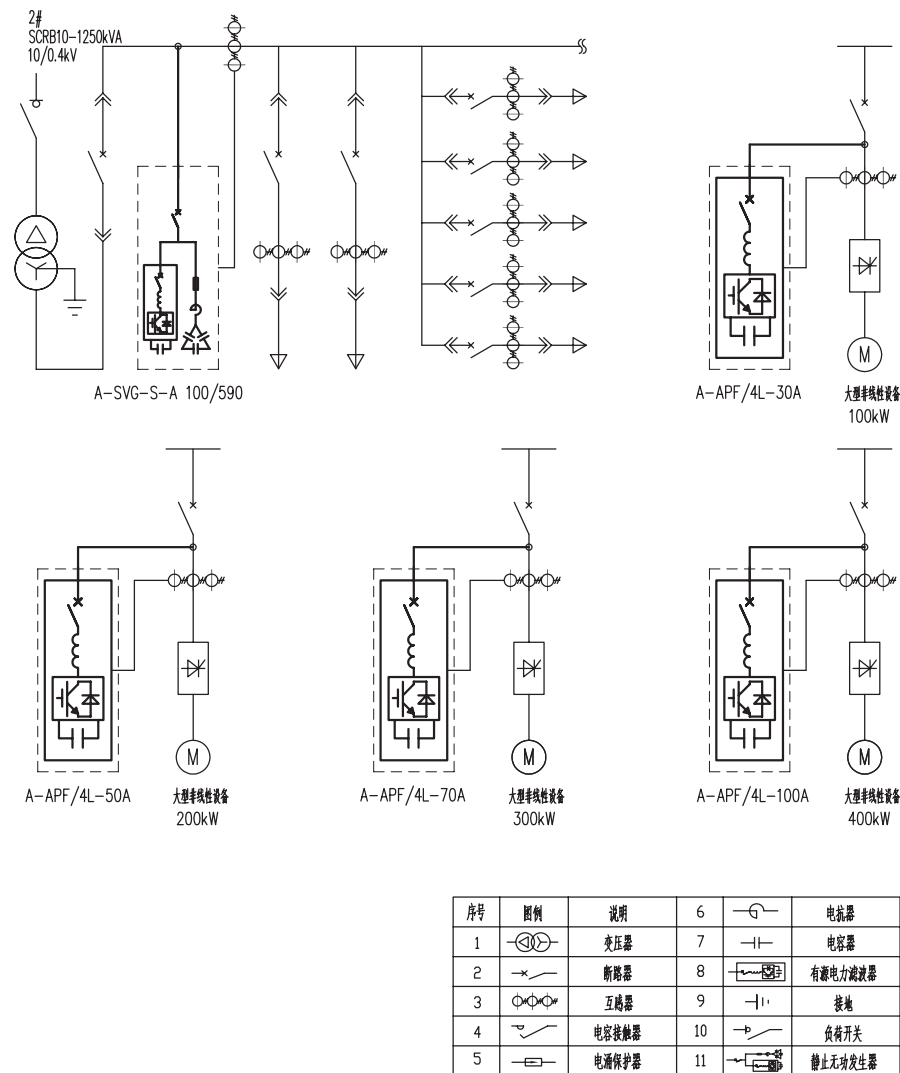 2#
SCRB10-1250kVA
10/0.4kV
A-SVG-S-A 100/590
A-APF/4L-30A
M
大型非线性设备
100kW
A-APF/4L-50A
M
大型非线性设备
200kW
A-APF/4L-70A
M
大型非线性设备
300kW
A-APF/4L-100A
M
大型非线性设备
400kW
序号 图例 说明 6 电抗器
1 变压器 7 电容器
2 断路器 8 有源电力滤波器
3 互感器 9 接地
4 电容接触器 10 负荷开关
5 电涌保护器 11 静止无功发生器